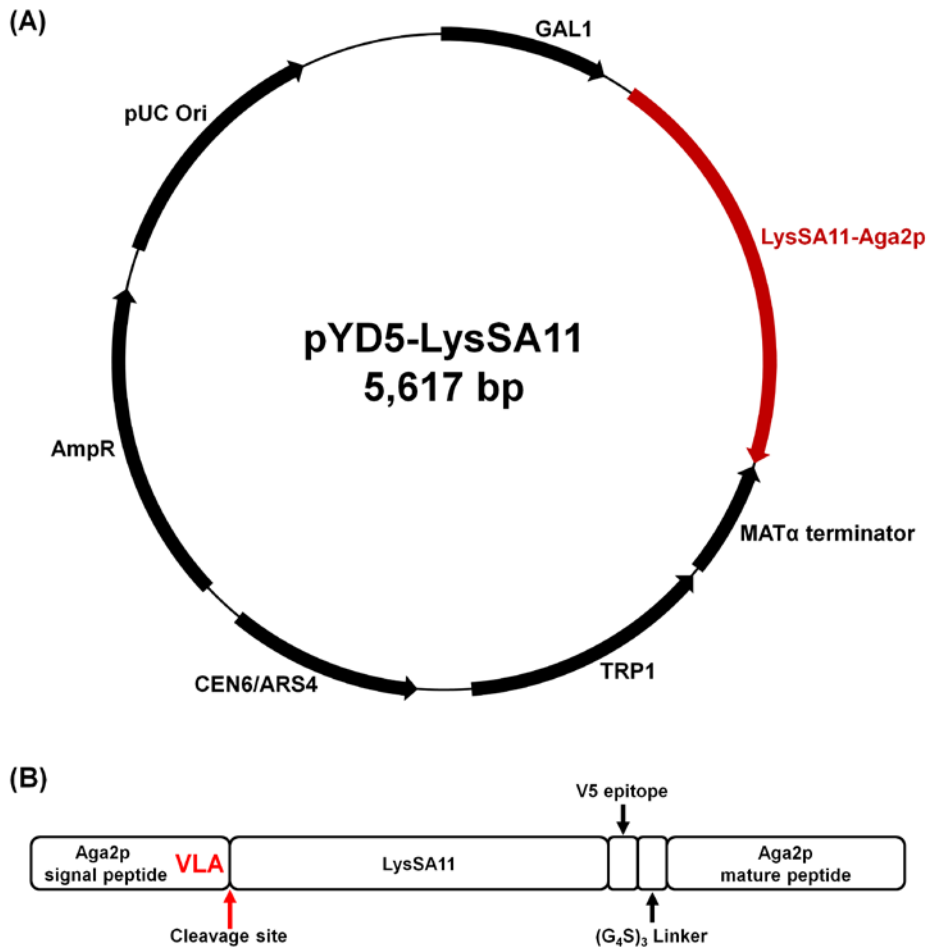 (A)
GAL1
pUC Ori
LysSA11-Aga2p
pYD5-LysSA11
5,617 bp
AmpR
MATα terminator
CEN6/ARS4
TRP1
(B)
V5 epitope
Aga2p
signal peptide
VLA
LysSA11
Aga2p
mature peptide
Cleavage site
(G₄S)₃ Linker